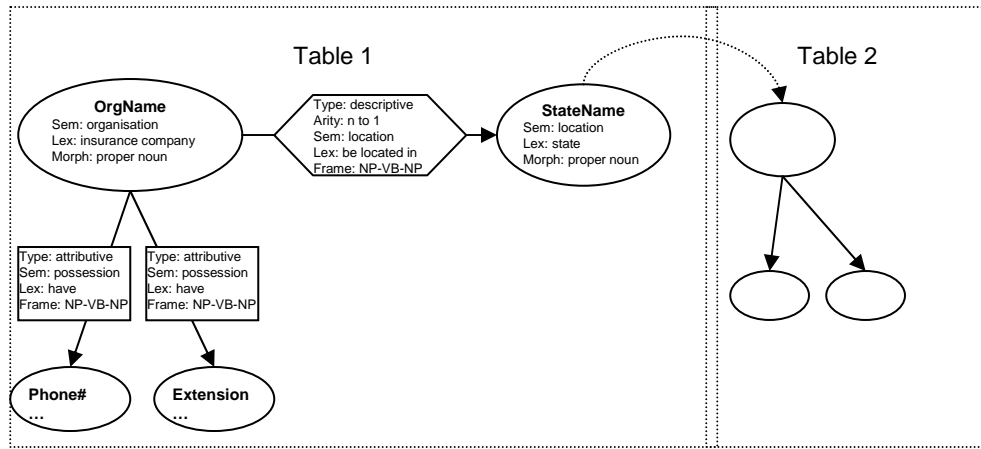 Table 1
Table 2
OrgName
Sem: organisation
Lex: insurance company
Morph: proper noun
Type: descriptive
Arity: n to 1
Sem: location
Lex: be located in
Frame: NP-VB-NP
StateName
Sem: location
Lex: state
Morph: proper noun
Type: attributive
Sem: possession
Lex: have
Frame: NP-VB-NP
Type: attributive
Sem: possession
Lex: have
Frame: NP-VB-NP
Phone#
...
Extension
...